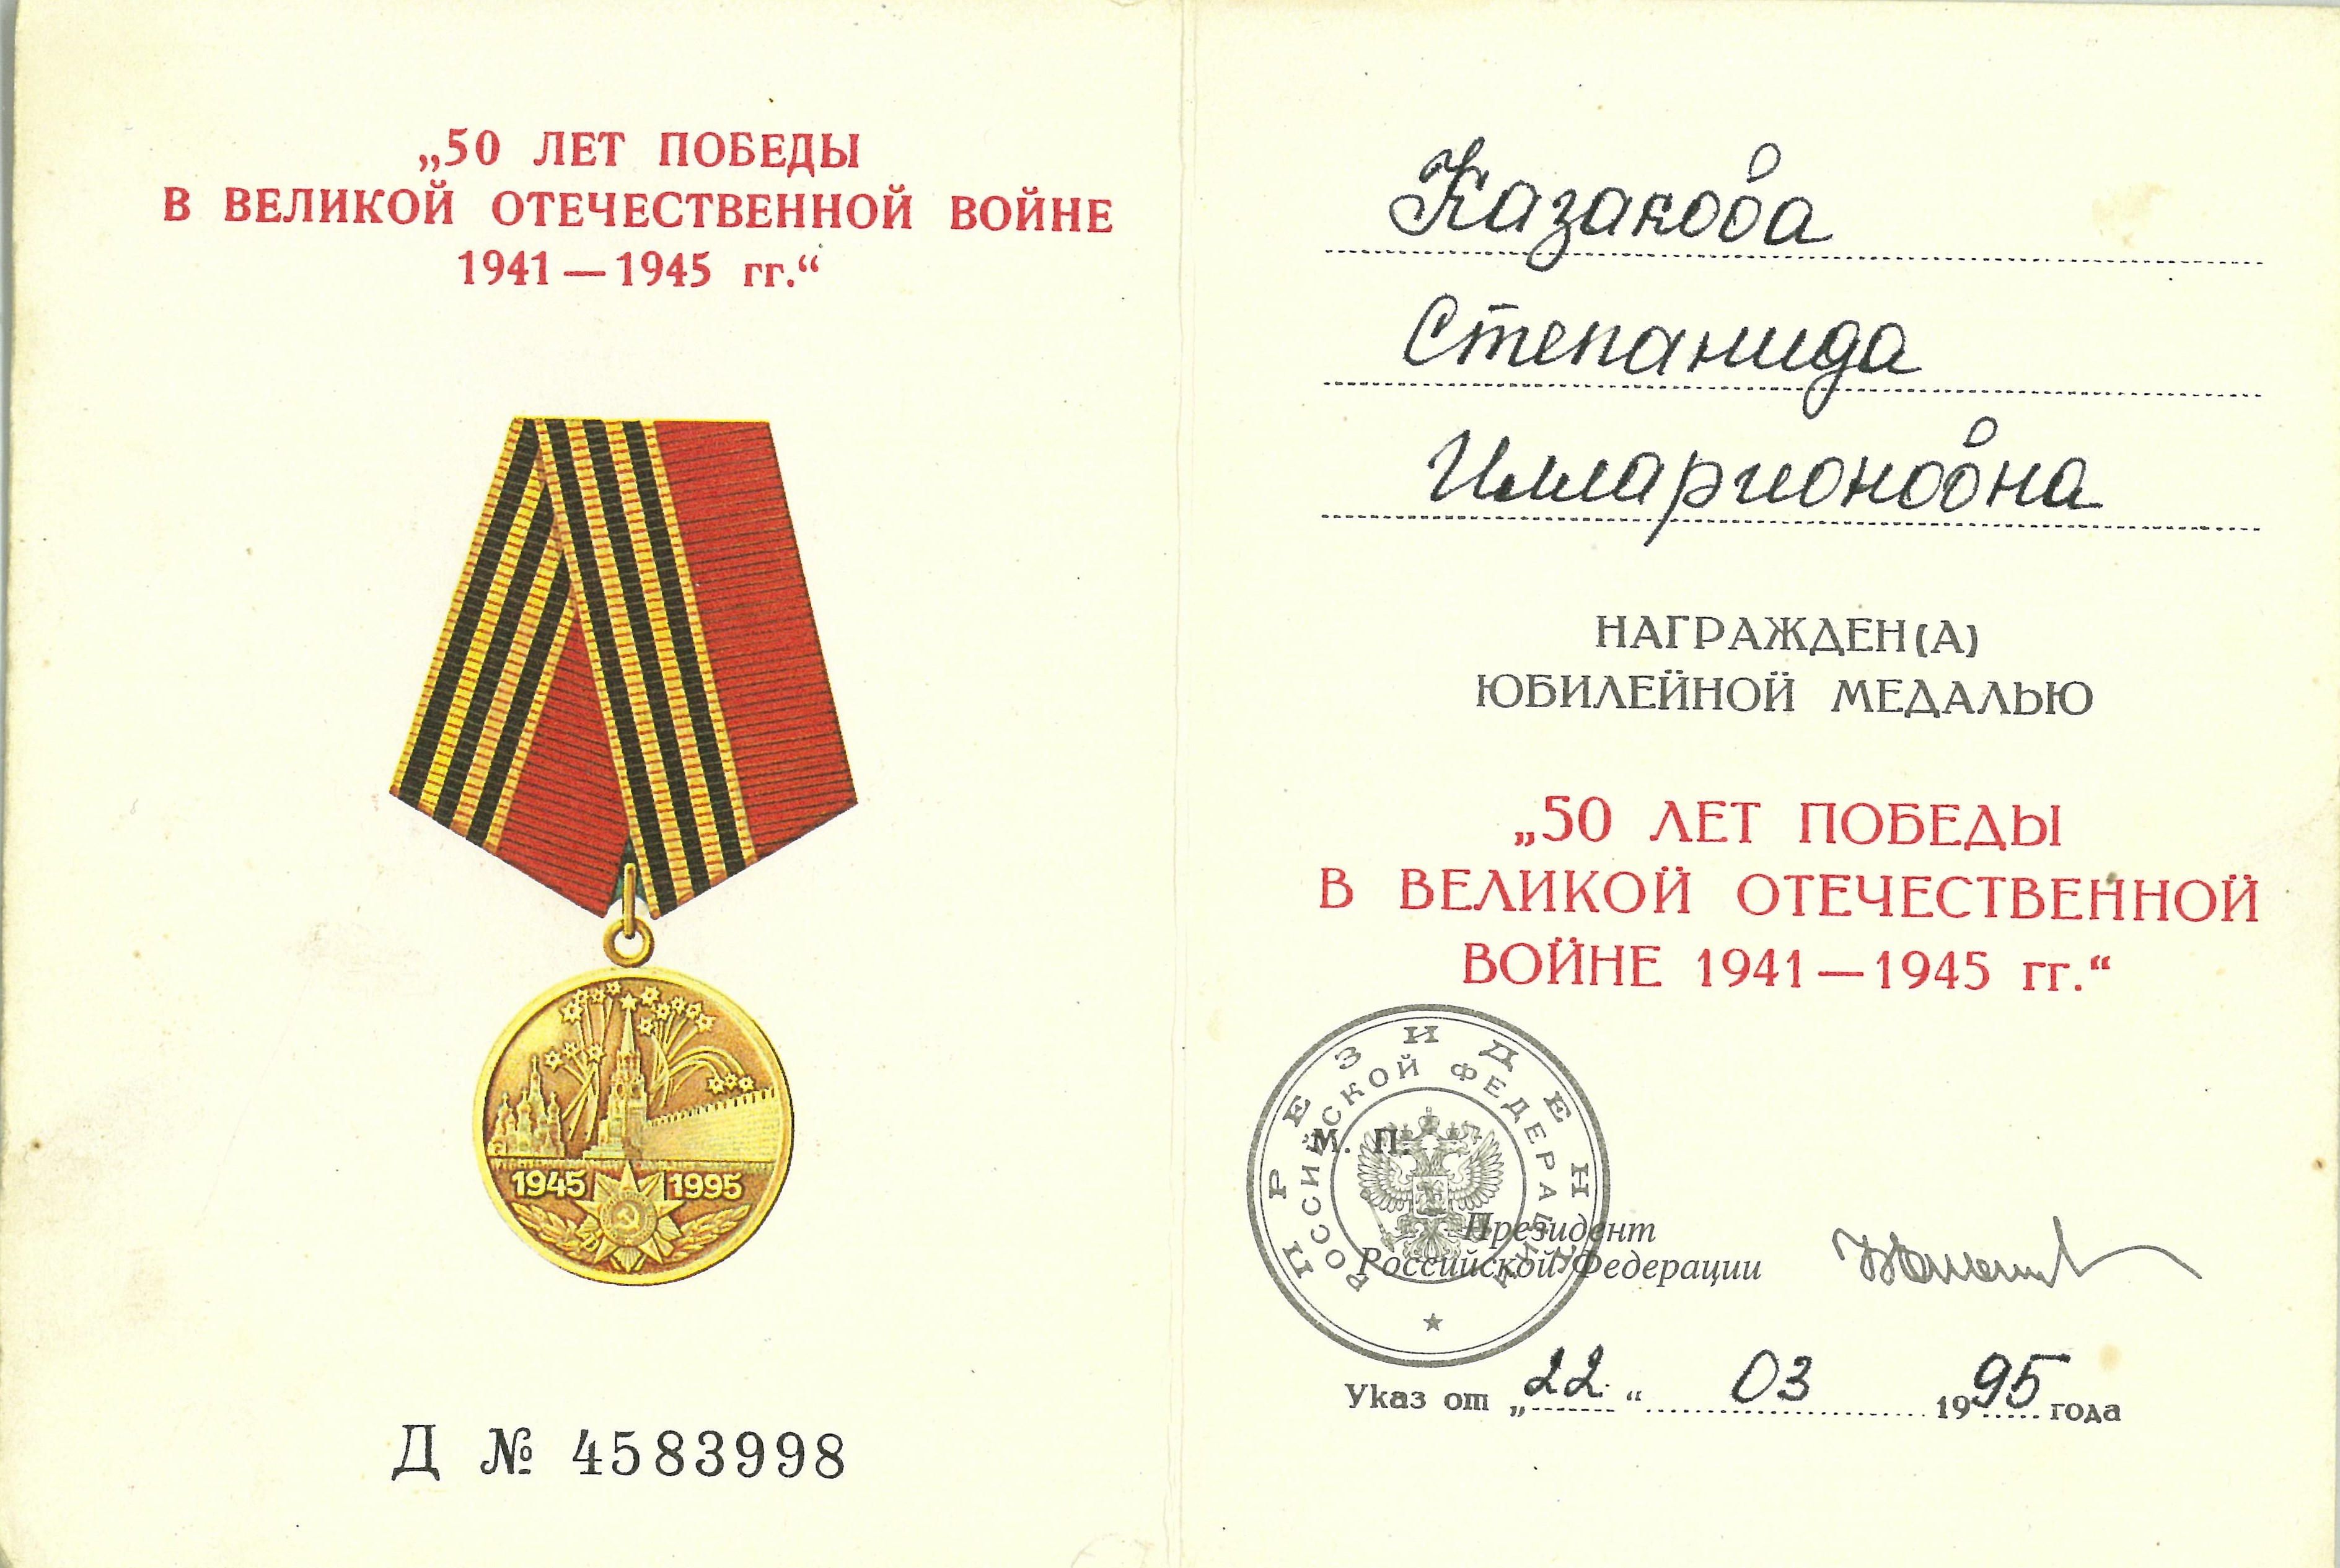 „50 ЛЕТ ПОБЕДЫ
В ВЕЛИКОЙ ОТЕЧЕСТВЕННОЙ ВОЙНЕ
1941—1945 гг.“
1945 1995
Д № 4583998
Казакова
Степанида
Илларионовна
НАГРАЖДЕН(А)
ЮБИЛЕЙНОЙ МЕДАЛЬЮ
„50 ЛЕТ ПОБЕДЫ
В ВЕЛИКОЙ ОТЕЧЕСТВЕННОЙ
ВОЙНЕ 1941—1945 гг.“
ПРЕЗИДЕНТ
РОССИЙСКОЙ ФЕДЕРАЦИИ
М. П.
Президент
Российской Федерации
Указ от „22“ 03 1995 года